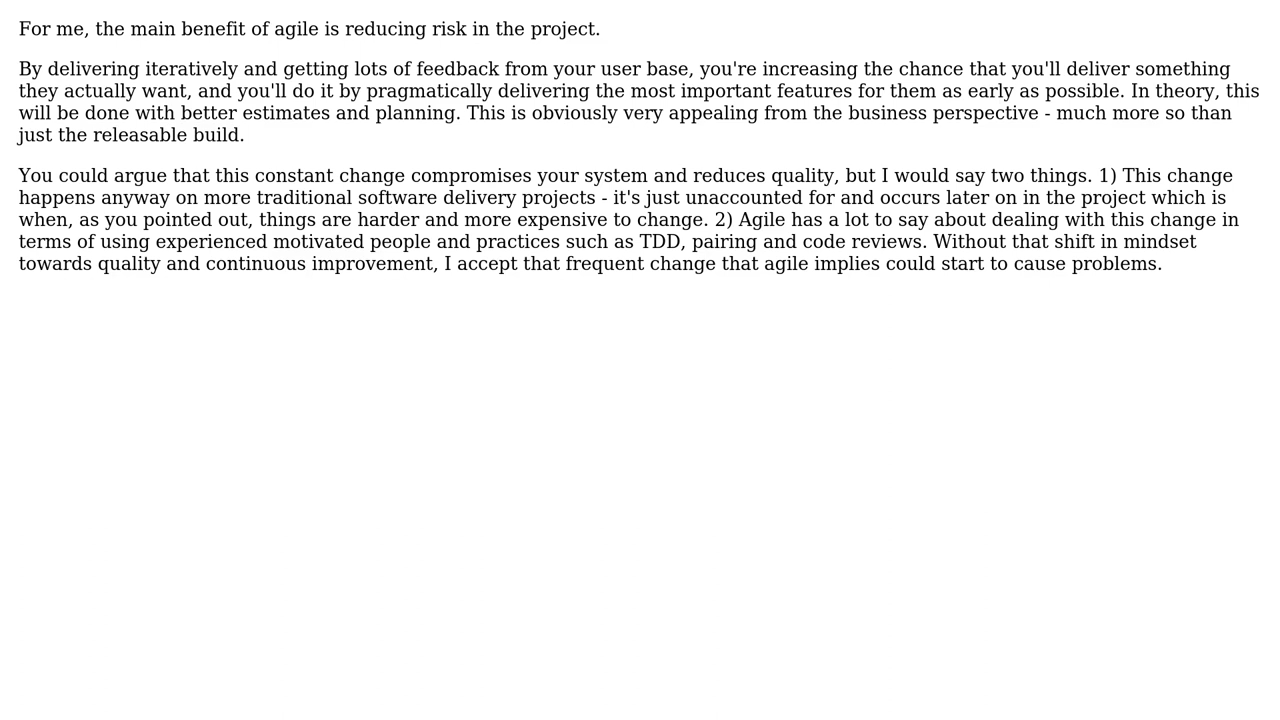 For me, the main benefit of agile is reducing risk in the project.
By delivering iteratively and getting lots of feedback from your user base, you're increasing the chance that you'll deliver something
they actually want, and you'll do it by pragmatically delivering the most important features for them as early as possible. In theory, this
will be done with better estimates and planning. This is obviously very appealing from the business perspective - much more so than
just the releasable build.
You could argue that this constant change compromises your system and reduces quality, but I would say two things. 1) This change
happens anyway on more traditional software delivery projects - it's just unaccounted for and occurs later on in the project which is
when, as you pointed out, things are harder and more expensive to change. 2) Agile has a lot to say about dealing with this change in
terms of using experienced motivated people and practices such as TDD, pairing and code reviews. Without that shift in mindset
towards quality and continuous improvement, I accept that frequent change that agile implies could start to cause problems.